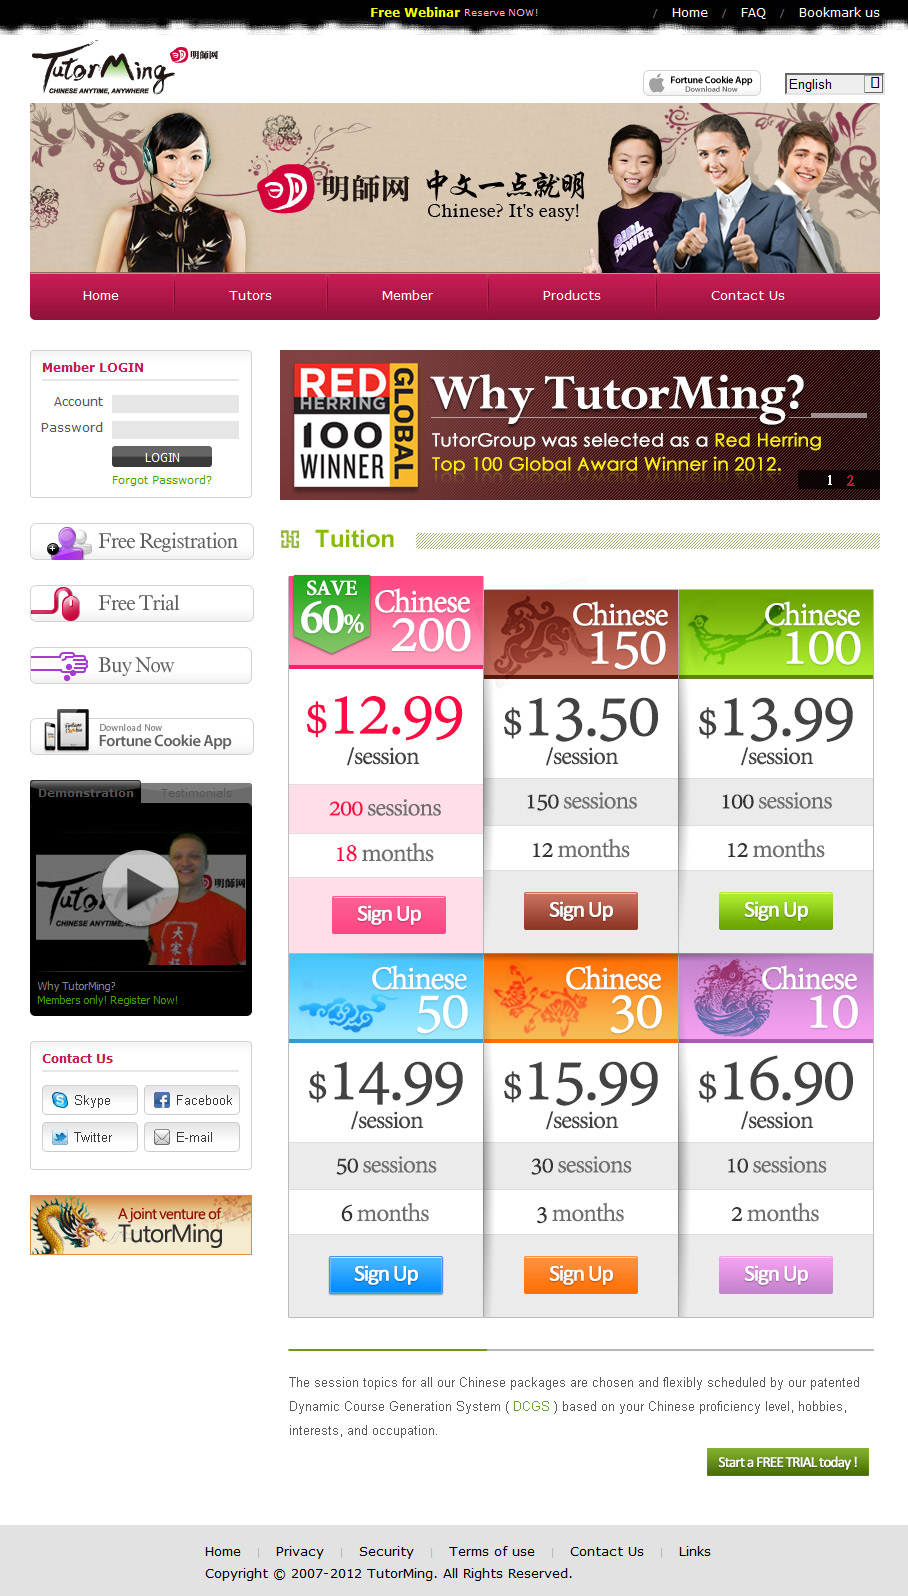 Free Webinar Reserve NOW!
/ Home / FAQ / Bookmark us
TutorMing 明師网
CHINESE ANYTIME, ANYWHERE
Fortune Cookie App
Download Now
English
明師网 中文一点就明
Chinese? It's easy!
GIRL POWER
Home Tutors Member Products Contact Us
Member LOGIN
Account
Password
LOGIN
Forgot Password?
Free Registration
Free Trial
Buy Now
Download Now
Fortune Cookie App
Demonstration Testimonials
TutorMing 明師网
CHINESE ANYTIME, AN
大家好
Why TutorMing?
Members only! Register Now!
Contact Us
Skype Facebook
Twitter E-mail
A joint venture of
TutorMing
RED HERRING
100 WINNER
GLOBAL
Why TutorMing?
TutorGroup was selected as a Red Herring
Top 100 Global Award Winner in 2012.
1 2
Tuition
SAVE 60%
Chinese 200
$12.99
/session
200 sessions
18 months
Sign Up
Chinese 150
$13.50
/session
150 sessions
12 months
Sign Up
Chinese 100
$13.99
/session
100 sessions
12 months
Sign Up
Chinese 50
$14.99
/session
50 sessions
6 months
Sign Up
Chinese 30
$15.99
/session
30 sessions
3 months
Sign Up
Chinese 10
$16.90
/session
10 sessions
2 months
Sign Up
The session topics for all our Chinese packages are chosen and flexibly scheduled by our patented
Dynamic Course Generation System ( DCGS ) based on your Chinese proficiency level, hobbies,
interests, and occupation.
Start a FREE TRIAL today !
Home | Privacy | Security | Terms of use | Contact Us | Links
Copyright © 2007-2012 TutorMing. All Rights Reserved.